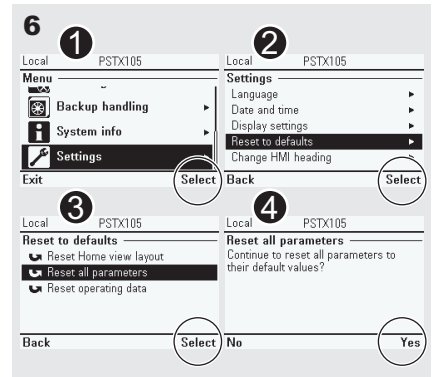 6
1
Local PSTX105
Menu
Backup handling
System info
Settings
Exit Select
2
Local PSTX105
Settings
Language
Date and time
Display settings
Reset to defaults
Change HMI heading
Back Select
3
Local PSTX105
Reset to defaults
Reset Home view layout
Reset all parameters
Reset operating data
Back Select
4
Local PSTX105
Reset all parameters
Continue to reset all parameters to
their default values?
No Yes